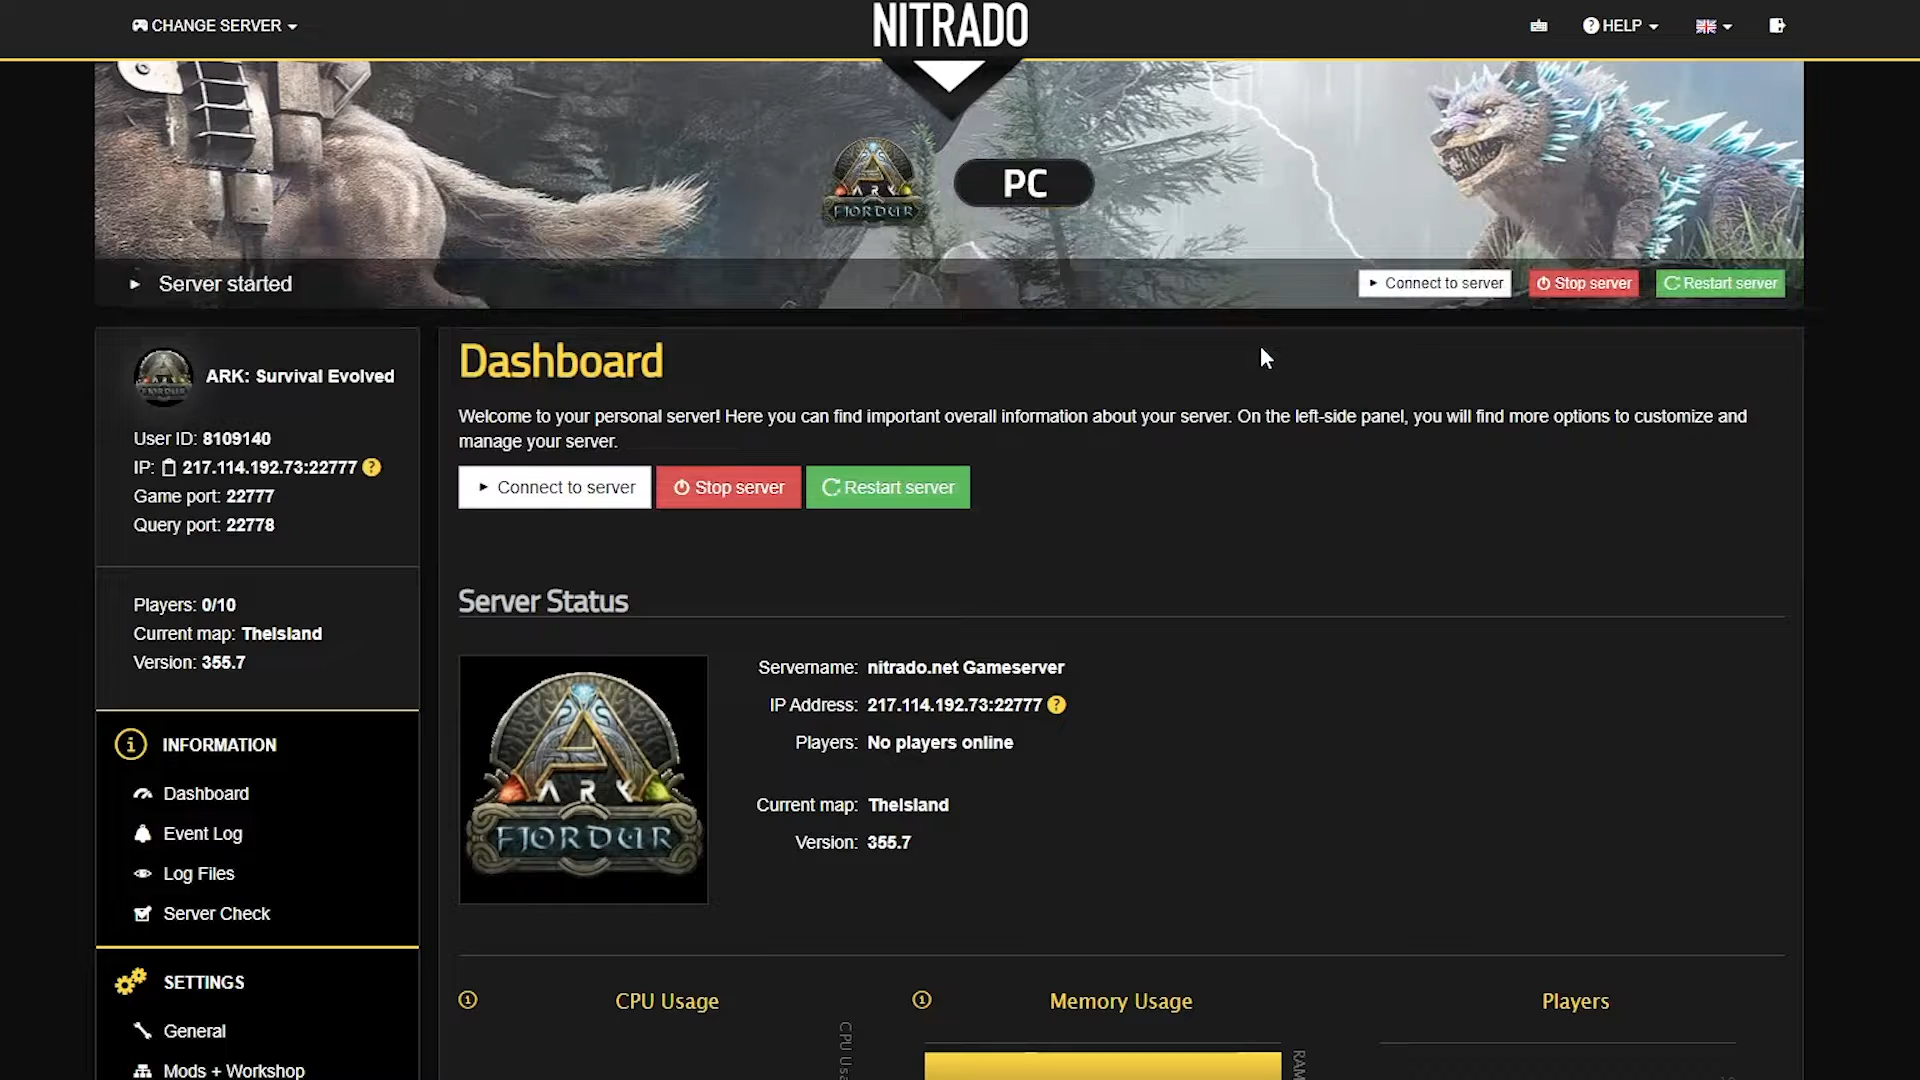 CHANGE SERVER
NITRADO
HELP
ARK
FJORDUR
PC
Server started
Connect to server
Stop server
Restart server
ARK: Survival Evolved
User ID: 8109140
IP: 217.114.192.73:22777 ?
Game port: 22777
Query port: 22778
Players: 0/10
Current map: TheIsland
Version: 355.7
INFORMATION
Dashboard
Event Log
Log Files
Server Check
SETTINGS
General
Mods + Workshop
Dashboard
Welcome to your personal server! Here you can find important overall information about your server. On the left-side panel, you will find more options to customize and
manage your server.
Connect to server
Stop server
Restart server
Server Status
ARK
FJORDUR
Servername: nitrado.net Gameserver
IP Address: 217.114.192.73:22777 ?
Players: No players online
Current map: TheIsland
Version: 355.7
CPU Usage
Memory Usage
Players
RAM